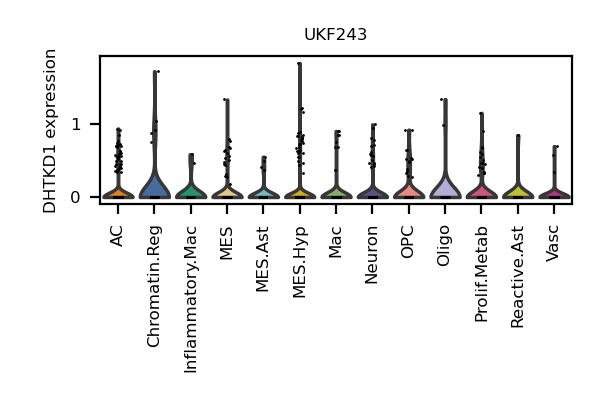 UKF243
DHTKD1 expression
1
0
AC
Chromatin.Reg
Inflammatory.Mac
MES
MES.Ast
MES.Hyp
Mac
Neuron
OPC
Oligo
Prolif.Metab
Reactive.Ast
Vasc